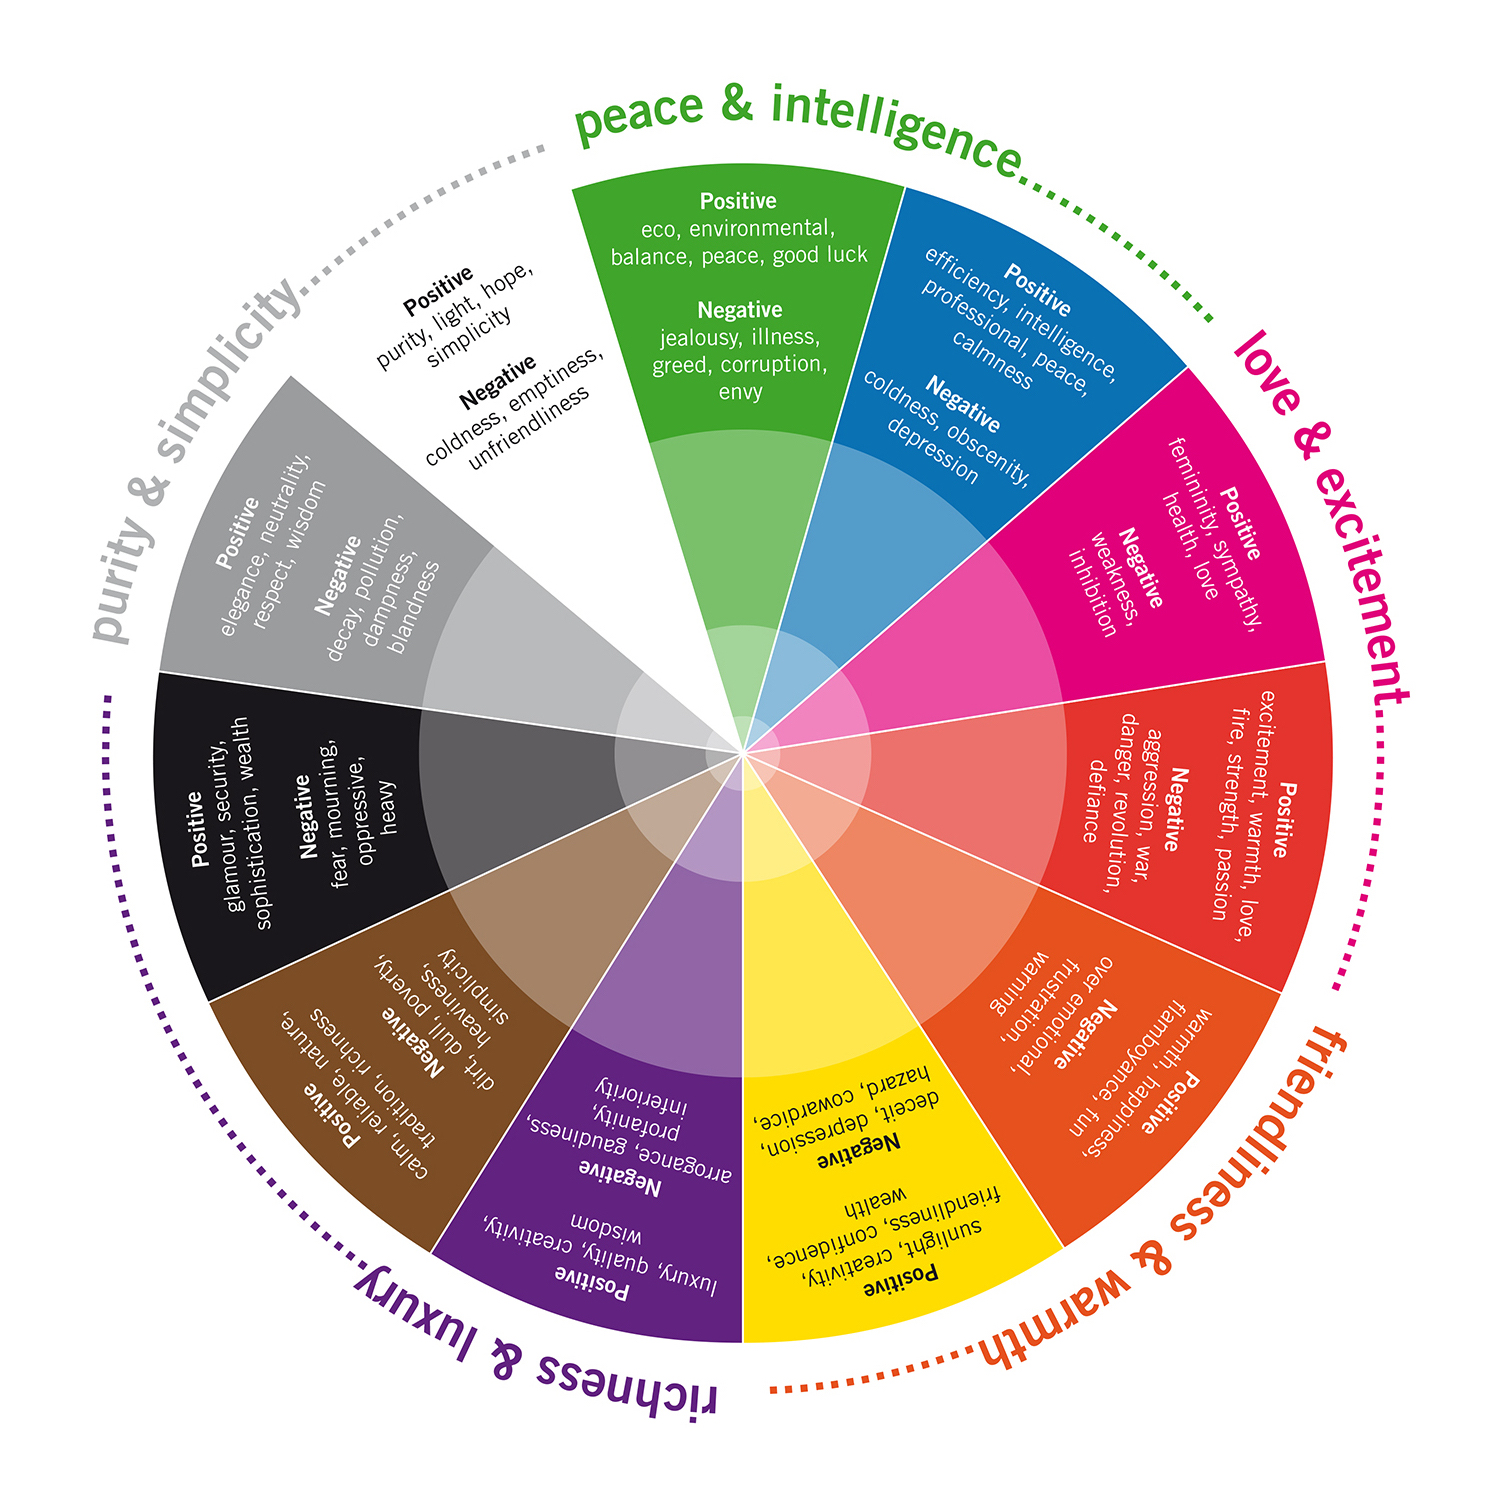 peace & intelligence
Positive
eco, environmental,
balance, peace, good luck
Negative
jealousy, illness,
greed, corruption,
envy
Positive
efficiency, intelligence,
professional, peace,
calmness
Negative
coldness, obscenity,
depression
love & excitement
Positive
femininity, sympathy,
health, love
Negative
weakness,
inhibition
Positive
excitement, warmth, love,
fire, strength, passion
Negative
aggression, war,
danger, revolution,
defiance
friendliness & warmth
Positive
warmth, happiness,
flamboyance, fun
Negative
over emotional,
frustration,
warning
Positive
sunlight, creativity,
friendliness, confidence,
wealth
Negative
deceit, depression,
hazard, cowardice,
richness & luxury
Positive
luxury, quality, creativity,
wisdom
Negative
arrogance, gaudiness,
profanity,
inferiority
Positive
calm, reliable, nature,
tradition, richness
Negative
dirt, dull, poverty,
heaviness,
simplicity
Positive
glamour, security,
sophistication, wealth
Negative
fear, mourning,
oppressive,
heavy
purity & simplicity
Positive
elegance, neutrality,
respect, wisdom
Negative
decay, pollution,
dampness,
blandness
Positive
purity, light, hope,
simplicity
Negative
coldness, emptiness,
unfriendliness